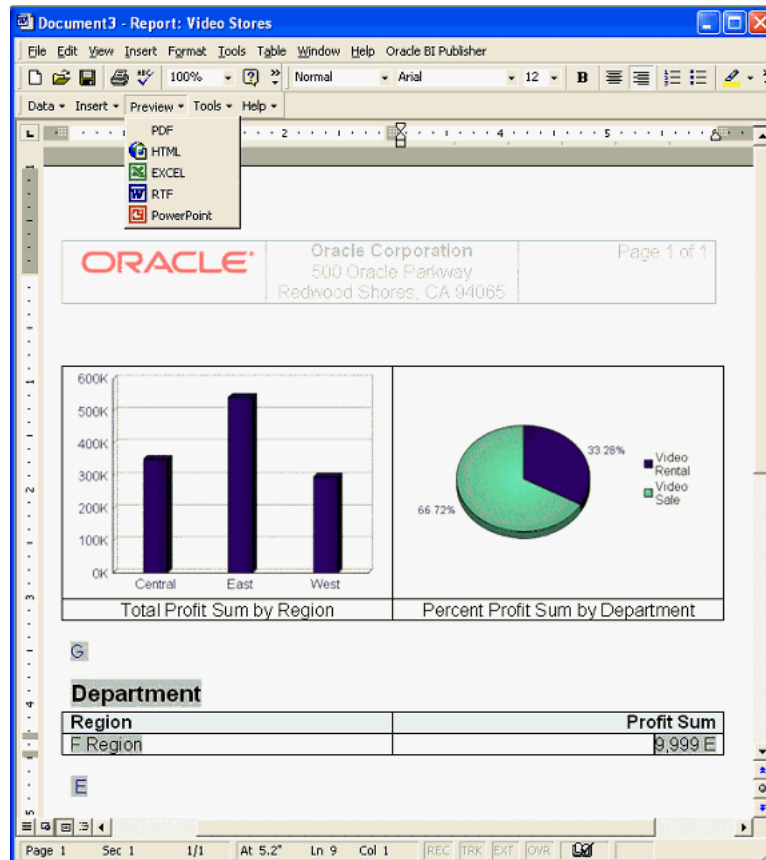 Document3 - Report: Video Stores
File Edit View Insert Format Tools Table Window Help Oracle BI Publisher
100% Normal Arial 12 B
Data Insert Preview Tools Help
PDF
HTML
EXCEL
RTF
PowerPoint
2 4 5
ORACLE
Oracle Corporation
500 Oracle Parkway
Redwood Shores, CA 94065
Page 1 of 1
600K
500K
400K
300K
200K
100K
0K
Central East West
33.28%
66.72%
Video
Rental
Video
Sale
Total Profit Sum by Region Percent Profit Sum by Department
G
Department
Region Profit Sum
F Region 9,999 E
E
Page 1 Sec 1 1/1 At 5.2" Ln 9 Col 1 REC TRK EXT OVR